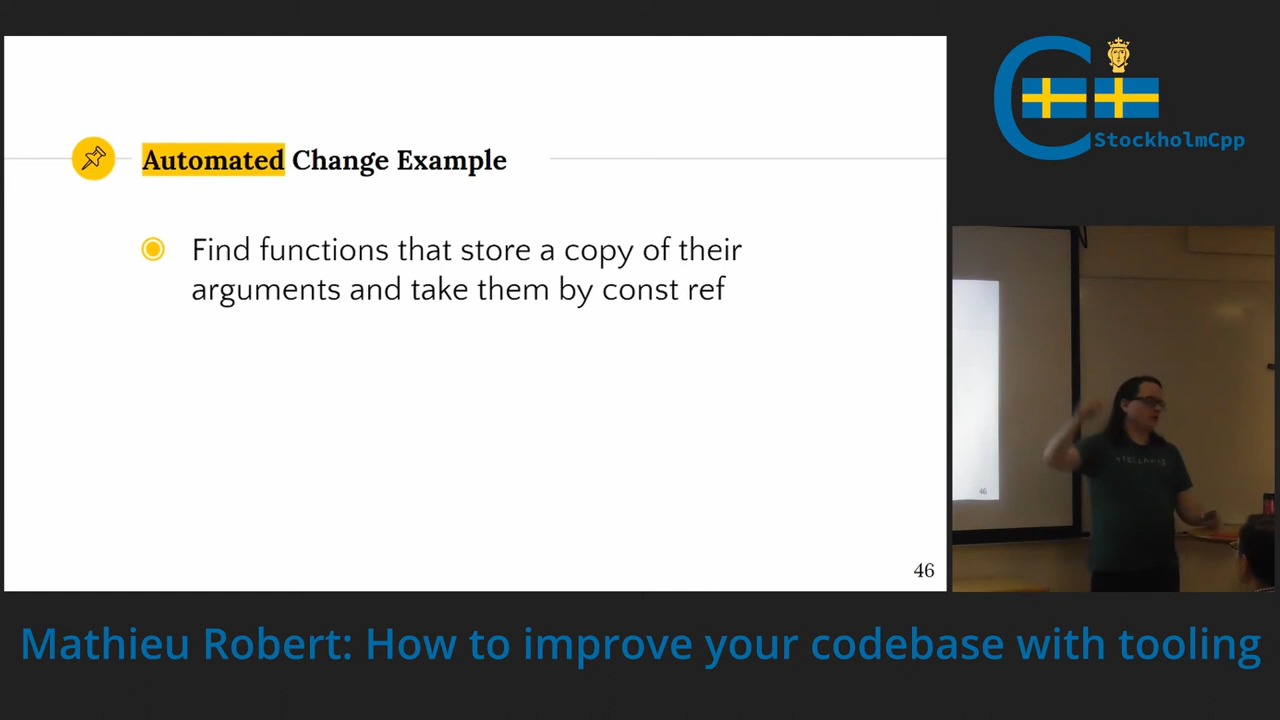 Automated Change Example
Find functions that store a copy of their
arguments and take them by const ref
46
StockholmCpp
46
Mathieu Robert: How to improve your codebase with tooling